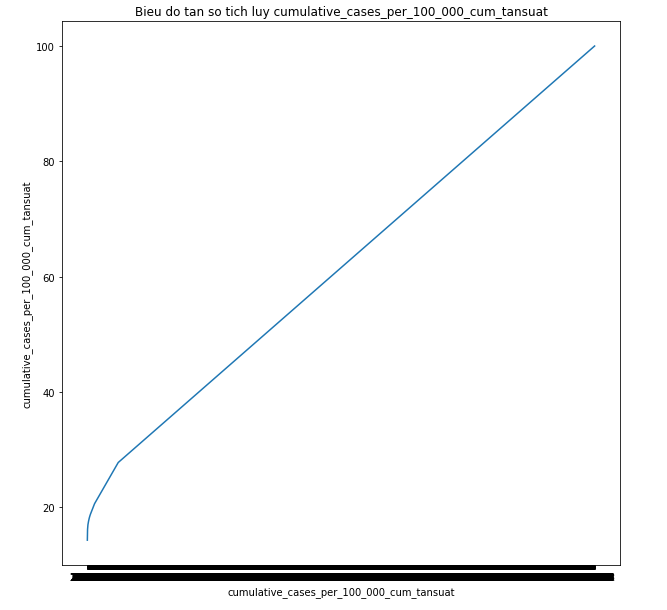 Bieu do tan so tich luy cumulative_cases_per_100_000_cum_tansuat
100
80
60
40
20
cumulative_cases_per_100_000_cum_tansuat
cumulative_cases_per_100_000_cum_tansuat